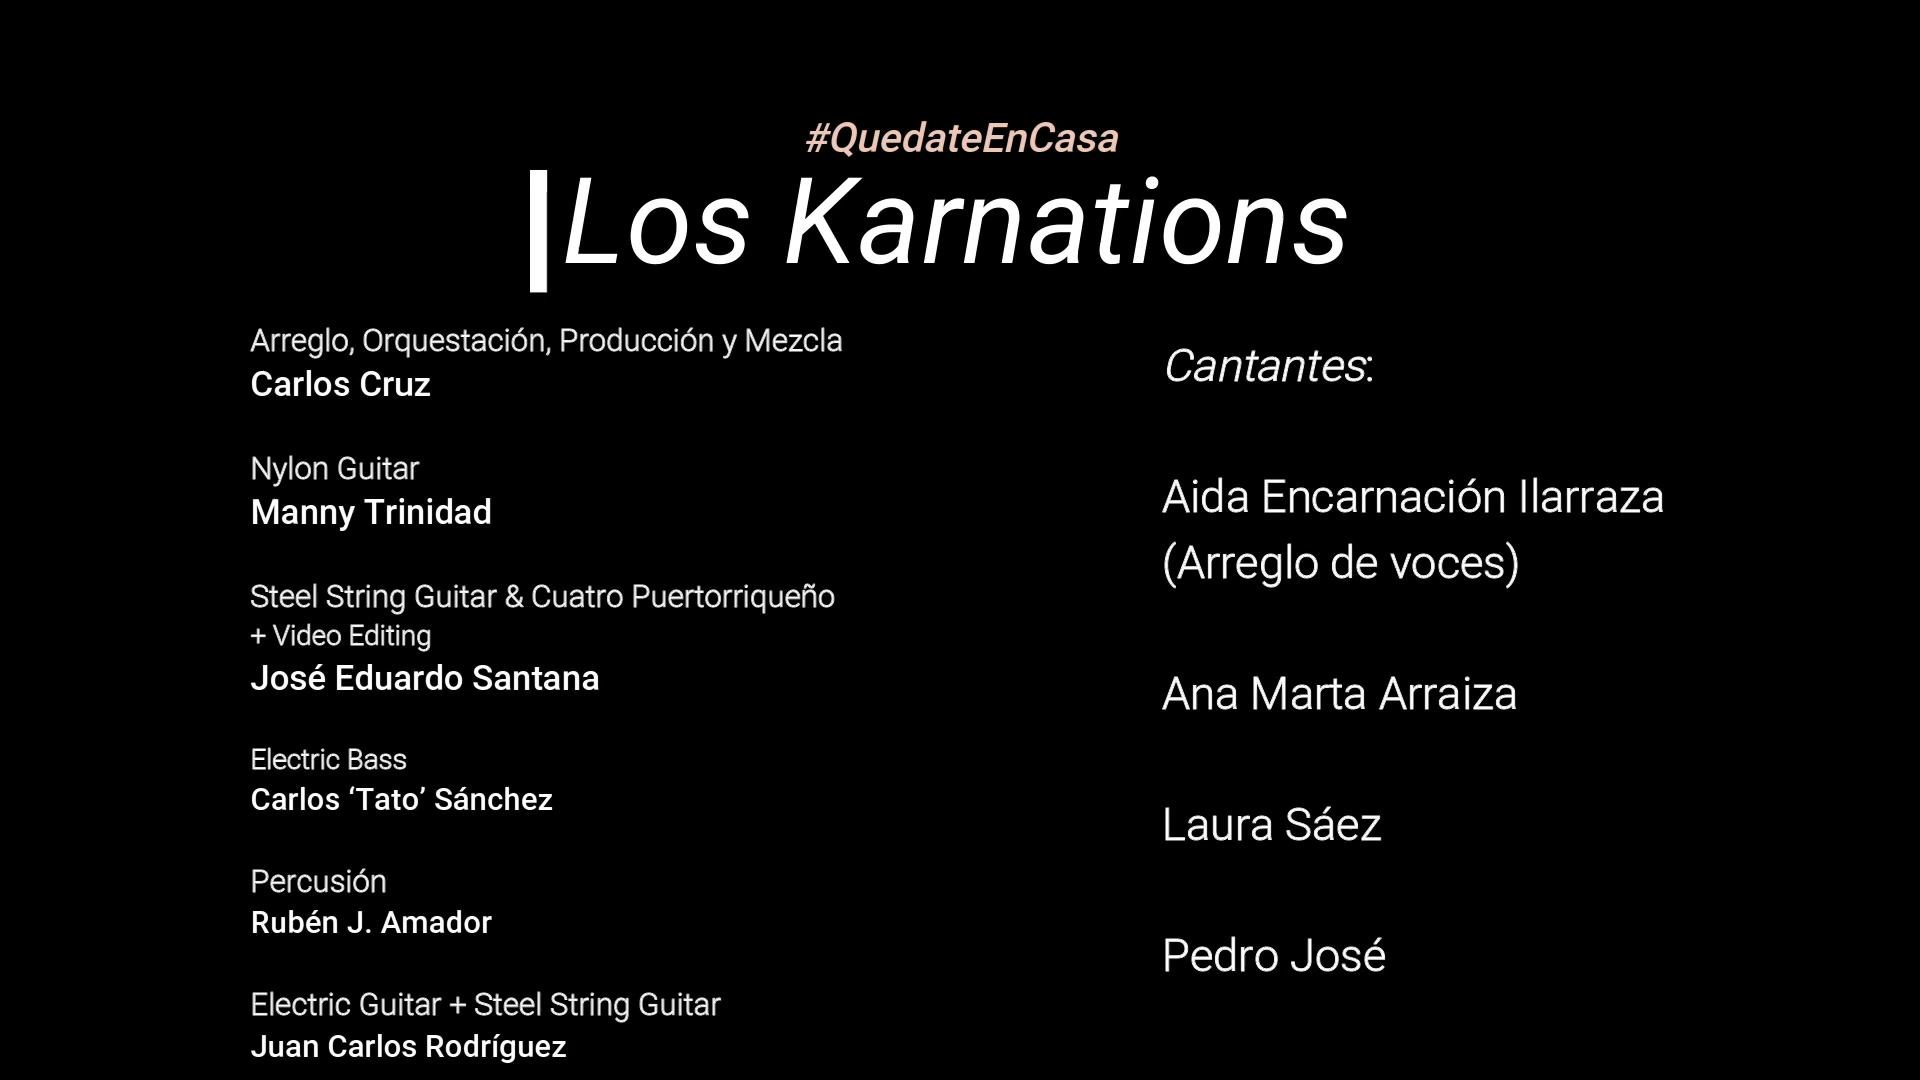 #QuedateEnCasa
Los Karnations
Arreglo, Orquestación, Producción y Mezcla
Carlos Cruz
Nylon Guitar
Manny Trinidad
Steel String Guitar & Cuatro Puertorriqueño
+ Video Editing
José Eduardo Santana
Electric Bass
Carlos ‘Tato’ Sánchez
Percusión
Rubén J. Amador
Electric Guitar + Steel String Guitar
Juan Carlos Rodríguez
Cantantes:
Aida Encarnación Ilarraza
(Arreglo de voces)
Ana Marta Arraiza
Laura Sáez
Pedro José